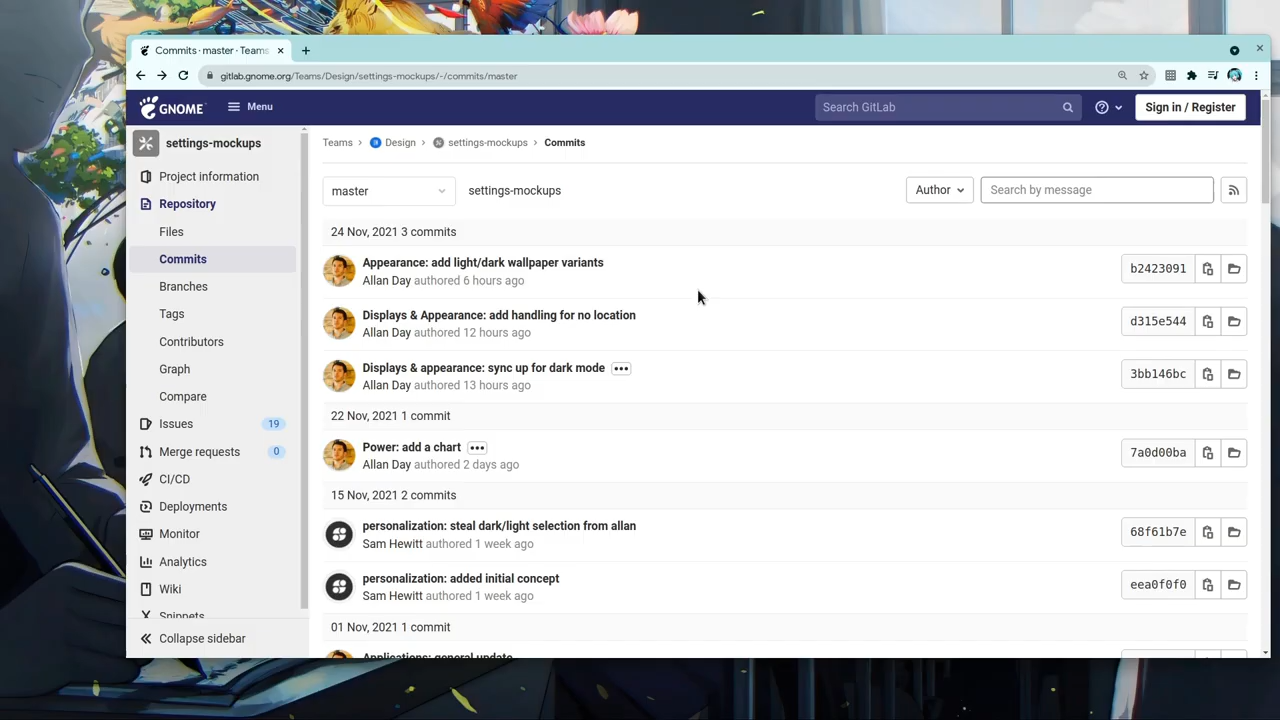 Commits · master · Teams
gitlab.gnome.org/Teams/Design/settings-mockups/-/commits/master
GNOME
Menu
Search GitLab
Sign in / Register
settings-mockups
Project information
Repository
Files
Commits
Branches
Tags
Contributors
Graph
Compare
Issues 19
Merge requests 0
CI/CD
Deployments
Monitor
Analytics
Wiki
Snippets
Collapse sidebar
Teams > Design > settings-mockups > Commits
master
settings-mockups
Author
Search by message
24 Nov, 2021 3 commits
Appearance: add light/dark wallpaper variants
Allan Day authored 6 hours ago
b2423091
Displays & Appearance: add handling for no location
Allan Day authored 12 hours ago
d315e544
Displays & appearance: sync up for dark mode
Allan Day authored 13 hours ago
3bb146bc
22 Nov, 2021 1 commit
Power: add a chart
Allan Day authored 2 days ago
7a0d00ba
15 Nov, 2021 2 commits
personalization: steal dark/light selection from allan
Sam Hewitt authored 1 week ago
68f61b7e
personalization: added initial concept
Sam Hewitt authored 1 week ago
eea0f0f0
01 Nov, 2021 1 commit
Applications: general update